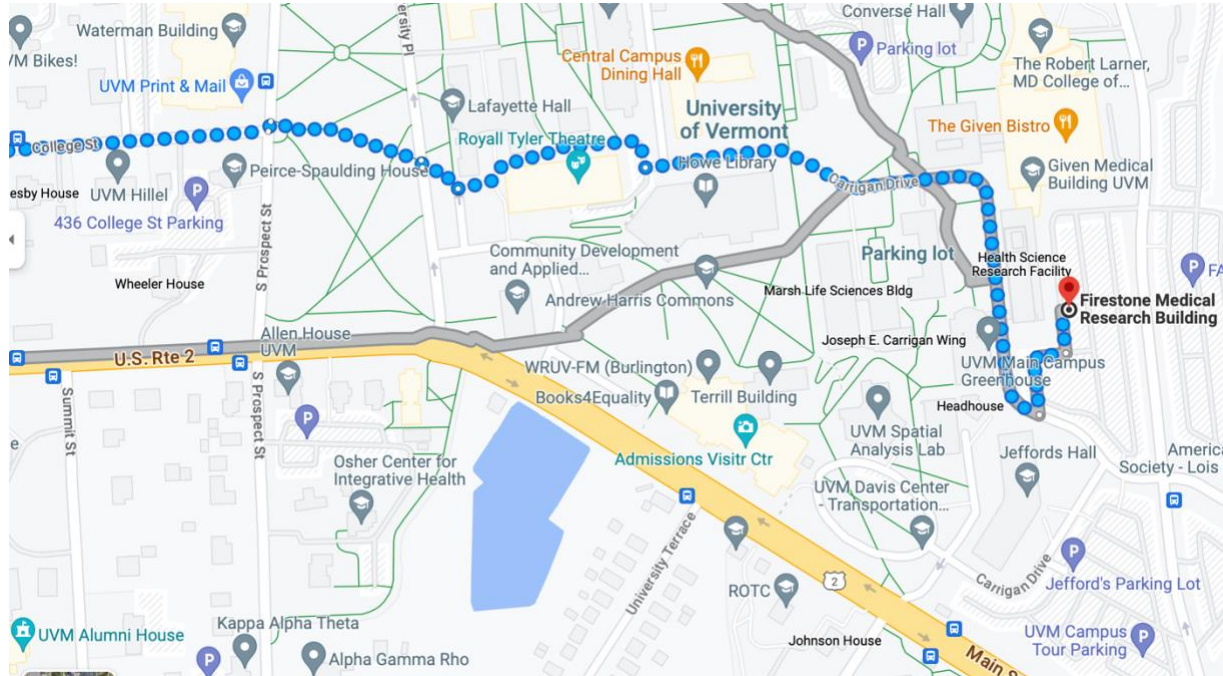 Waterman Building
VM Bikes!
UVM Print & Mail
ersity Pl
Converse Hall
Parking lot
Central Campus
Dining Hall
The Robert Larner,
MD College of...
Lafayette Hall
University
of Vermont
Royall Tyler Theatre
The Given Bistro
College St
Howe Library
Peirce-Spaulding House
Given Medical
Building UVM
esby House
UVM Hillel
Carrigan Drive
436 College St Parking
S Prospect St
Community Development
and Applied...
Parking lot
Health Science
Research Facility
FA
Wheeler House
Andrew Harris Commons
Marsh Life Sciences Bldg
Firestone Medical
Research Building
Allen House
UVM
Joseph E. Carrigan Wing
U.S. Rte 2
WRUV-FM (Burlington)
UVM Main Campus
Greenhouse
Books4Equality
Terrill Building
Headhouse
Summit St
S Prospect St
e
UVM Spatial
Analysis Lab
Jeffords Hall
America
Society - Lois
Osher Center for
Integrative Health
Admissions Visitr Ctr
UVM Davis Center
- Transportation...
University Terrace
2
Carrigan Drive
ROTC
Jefford's Parking Lot
UVM Alumni House
Kappa Alpha Theta
Johnson House
UVM Campus
Tour Parking
Alpha Gamma Rho
Main S